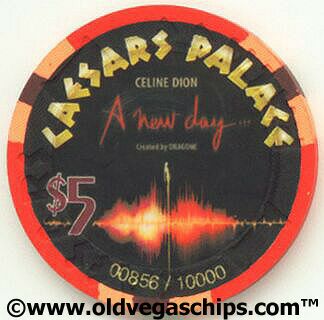 CAESARS PALACE
CELINE DION
A new day...
Created by DRAGONE
$5
00856 / 10000
©www.oldvegaschips.com™